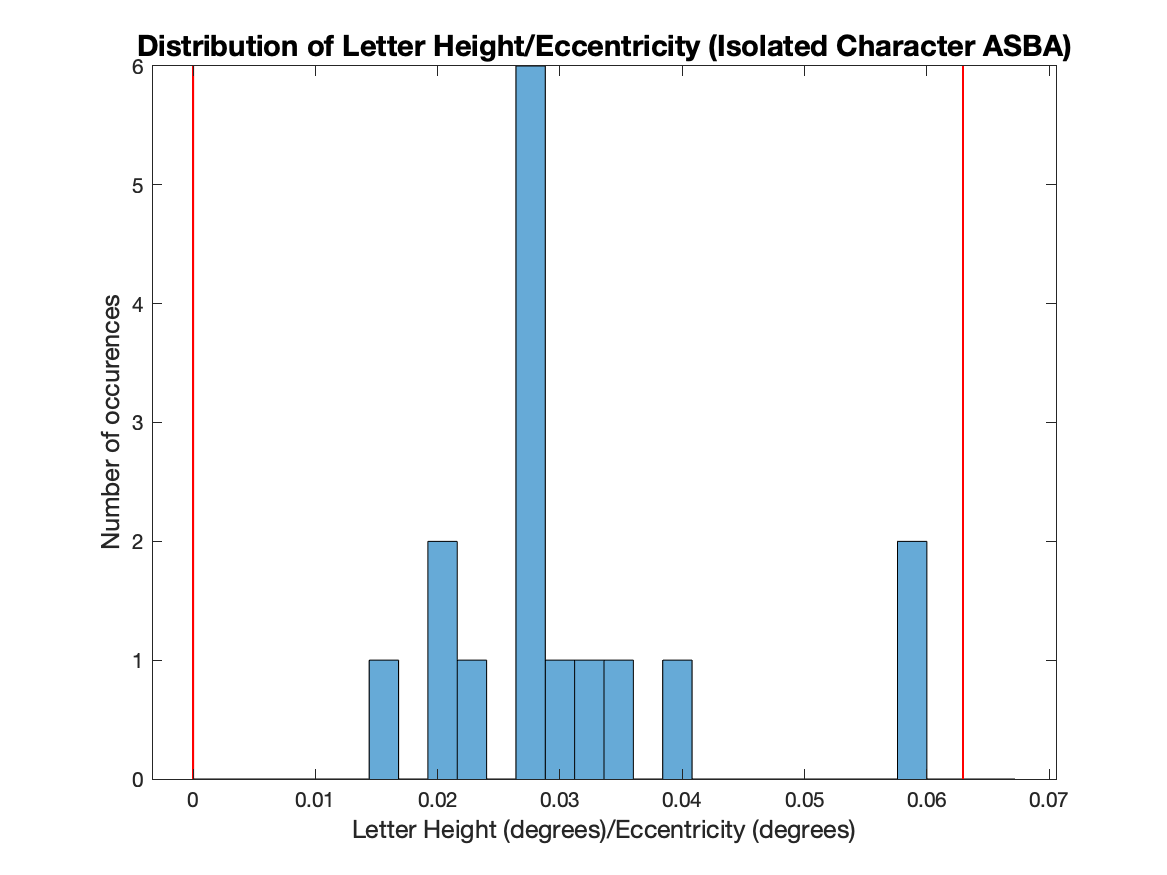 Distribution of Letter Height/Eccentricity (Isolated Character ASBA)
6
5
4
3
2
1
0
Number of occurences
0 0.01 0.02 0.03 0.04 0.05 0.06 0.07
Letter Height (degrees)/Eccentricity (degrees)